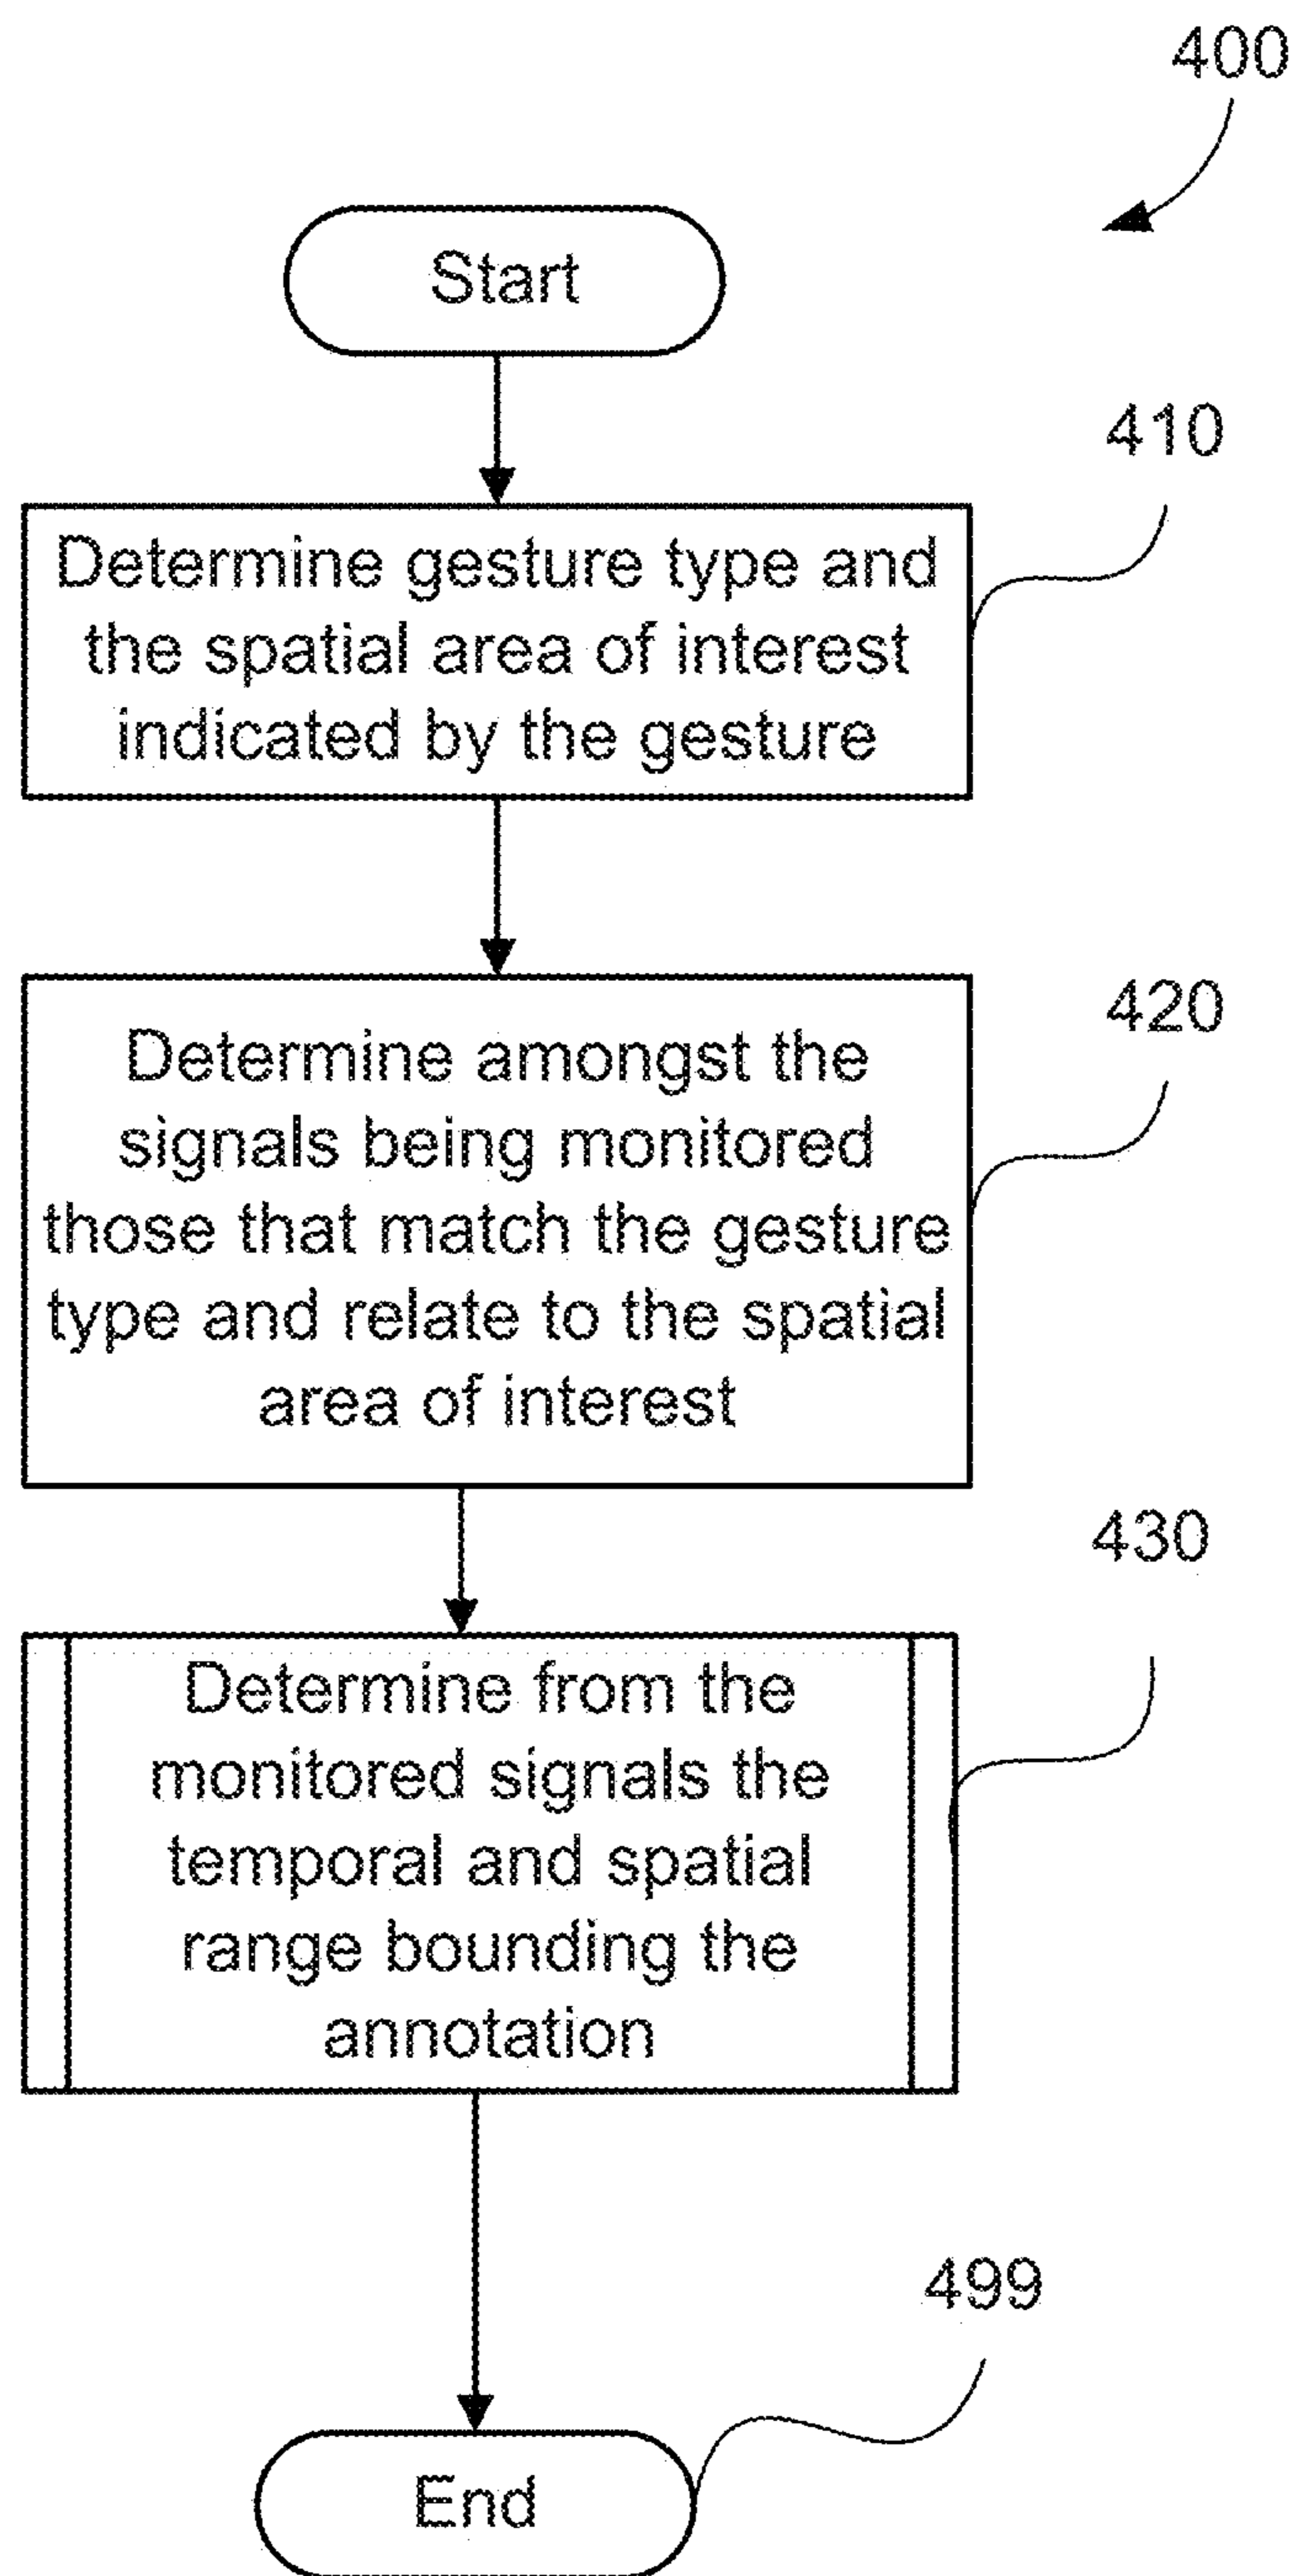 400
Start
410
Determine gesture type and
the spatial area of interest
indicated by the gesture
420
Determine amongst the
signals being monitored
those that match the gesture
type and relate to the spatial
area of interest
430
Determine from the
monitored signals the
temporal and spatial
range bounding the
annotation
499
End